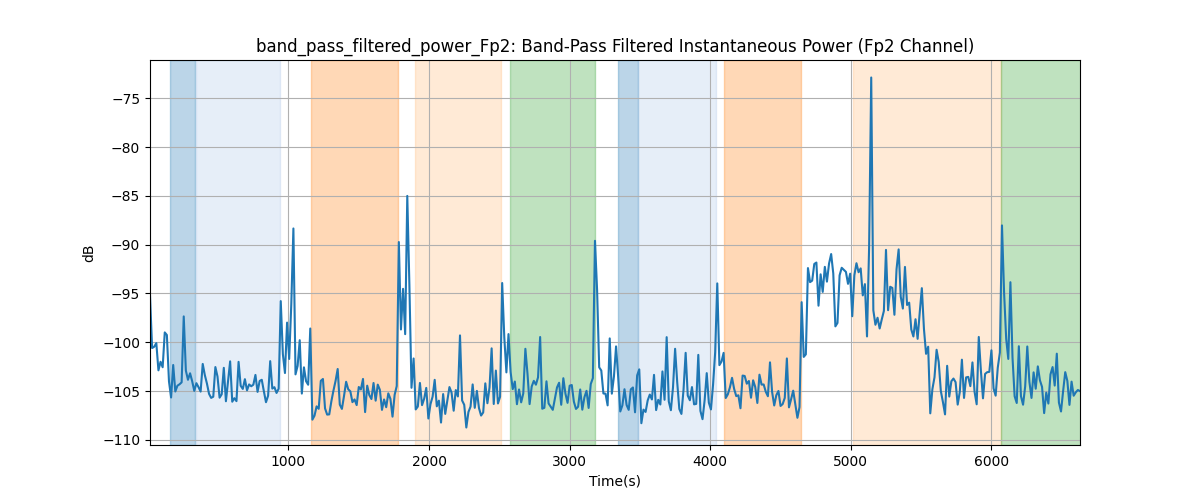 band_pass_filtered_power_Fp2: Band-Pass Filtered Instantaneous Power (Fp2 Channel)
−75
−80
−85
−90
−95
−100
−105
−110
dB
1000 2000 3000 4000 5000 6000
Time(s)